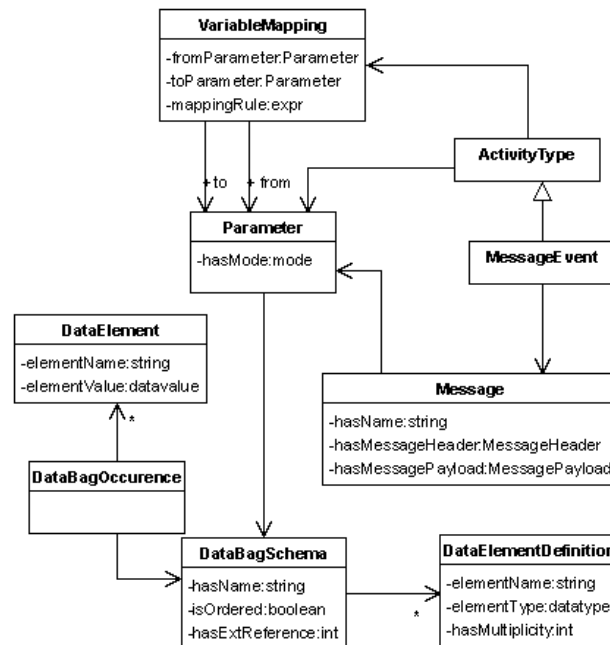 VariableMapping
-fromParameter:Parameter
-toParameter:Parameter
-mappingRule:expr
ActivityType
+ to
+ from
Parameter
-hasMode:mode
MessageEvent
DataElement
-elementName:string
-elementValue:datavalue
*
Message
-hasName:string
-hasMessageHeader:MessageHeader
-hasMessagePayload:MessagePayload
DataBagOccurence
DataBagSchema
-hasName:string
-isOrdered:boolean
-hasExtReference:int
*
DataElementDefinition
-elementName:string
-elementType:datatype
-hasMultiplicity:int